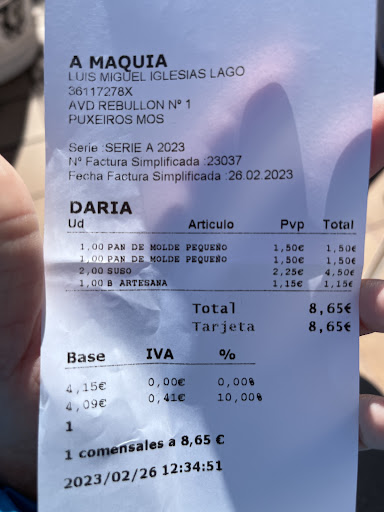 A MAQUIA
LUIS MIGUEL IGLESIAS LAGO
36117278X
AVD REBULLON Nº 1
PUXEIROS MOS
Serie :SERIE A 2023
Nº Factura Simplificada :23037
Fecha Factura Simplificada :26.02.2023
DARIA
Ud Articulo Pvp Total
1,00 PAN DE MOLDE PEQUEÑO 1,50€ 1,50€
1,00 PAN DE MOLDE PEQUEÑO 1,50€ 1,50€
2,00 SUSO 2,25€ 4,50€
1,00 B ARTESANA 1,15€ 1,15€
Total 8,65€
Tarjeta 8,65€
Base IVA %
4,15€ 0,00€ 0,00%
4,09€ 0,41€ 10,00%
1
1 comensales a 8,65 €
2023/02/26 12:34:51